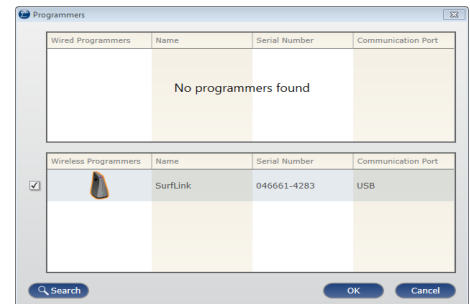 Programmers
Wired Programmers Name Serial Number Communication Port
No programmers found
Wireless Programmers Name Serial Number Communication Port
SurfLink 046661-4283 USB
Search OK Cancel